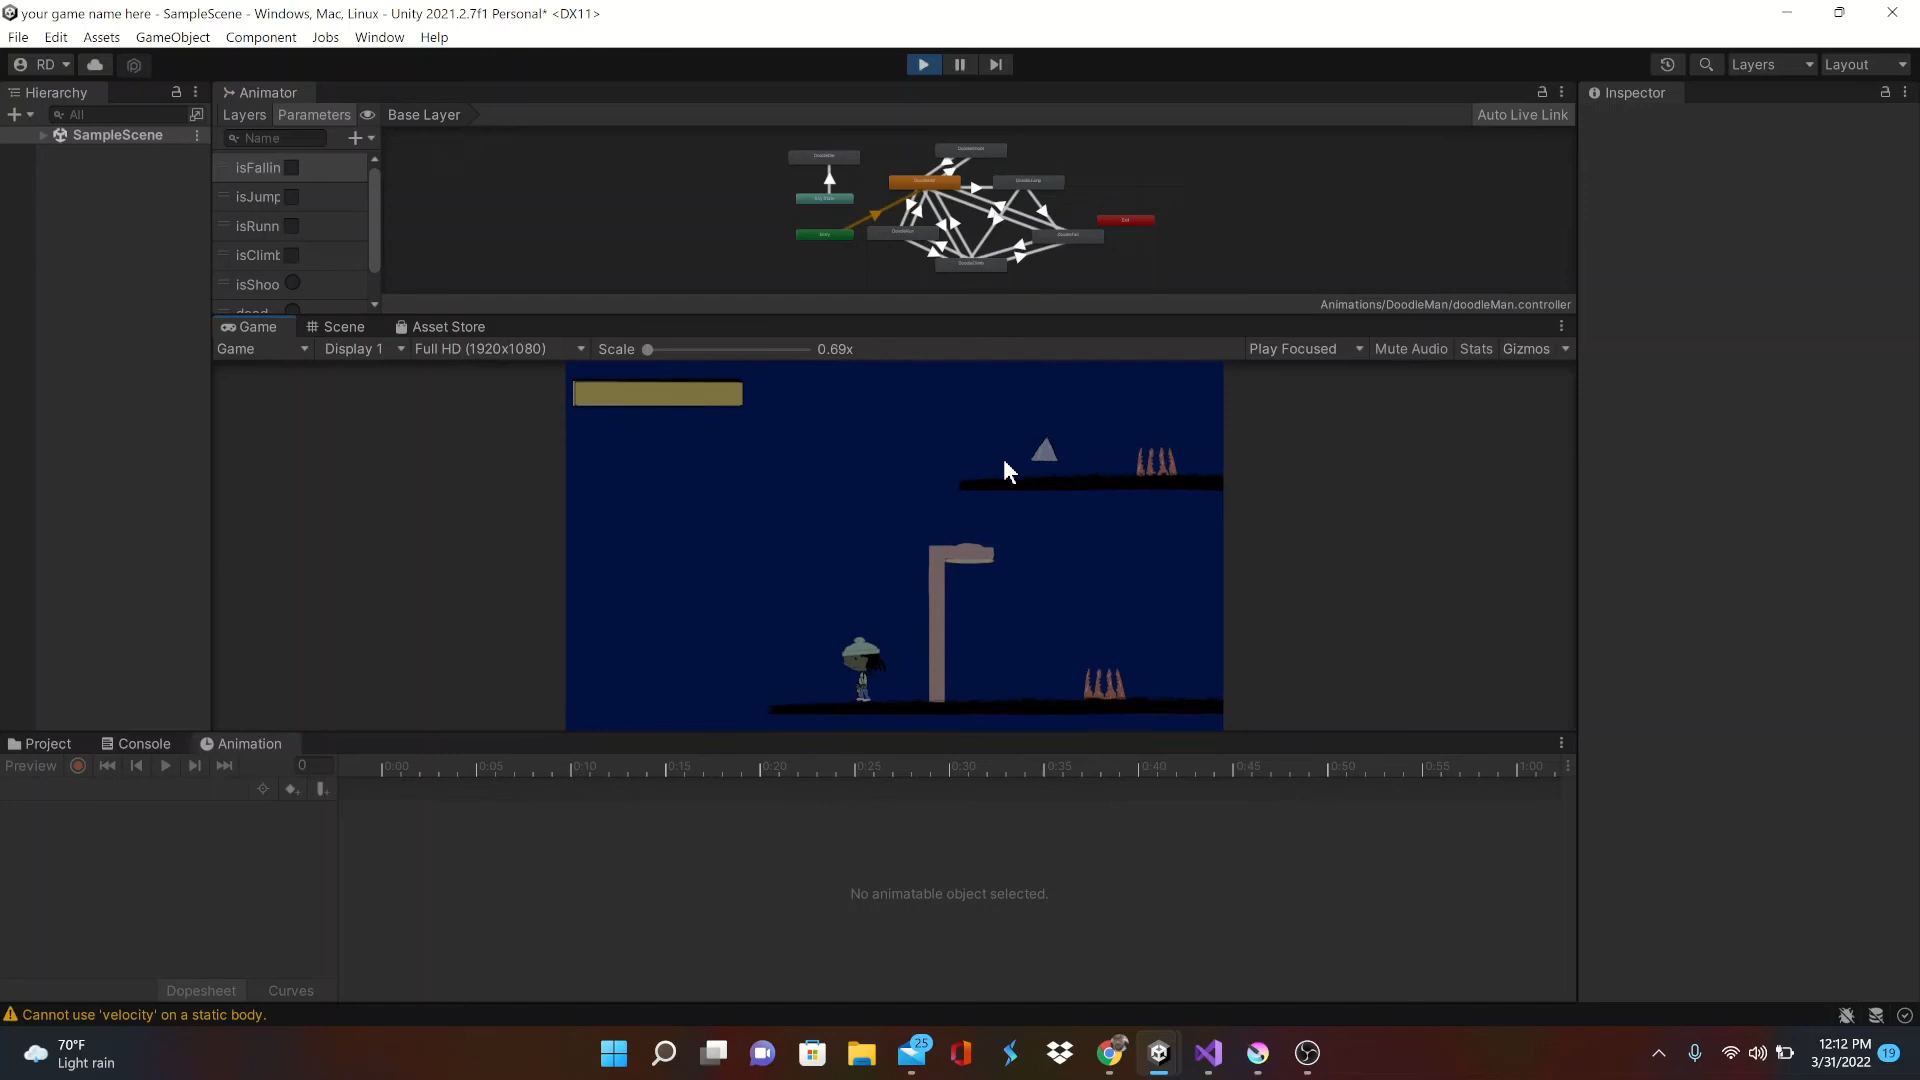 your game name here - SampleScene - Windows, Mac, Linux - Unity 2021.2.7f1 Personal* <DX11>
File Edit Assets GameObject Component Jobs Window Help
RD Layers Layout
Hierarchy Animator Inspector
All Layers Parameters Base Layer Auto Live Link
SampleScene Name
isFallin
isJump
isRunn
isClimb
isShoo
Any State
Entry
Exit
Animations/DoodleMan/doodleMan.controller
Game Scene Asset Store
Game Display 1 Full HD (1920x1080) Scale 0.69x Play Focused Mute Audio Stats Gizmos
Project Console Animation
Preview 0 0:00 0:05 0:10 0:15 0:20 0:25 0:30 0:35 0:40 0:45 0:50 0:55 1:00
No animatable object selected.
Dopesheet Curves
Cannot use 'velocity' on a static body.
70°F
Light rain
25
12:12 PM
3/31/2022
19